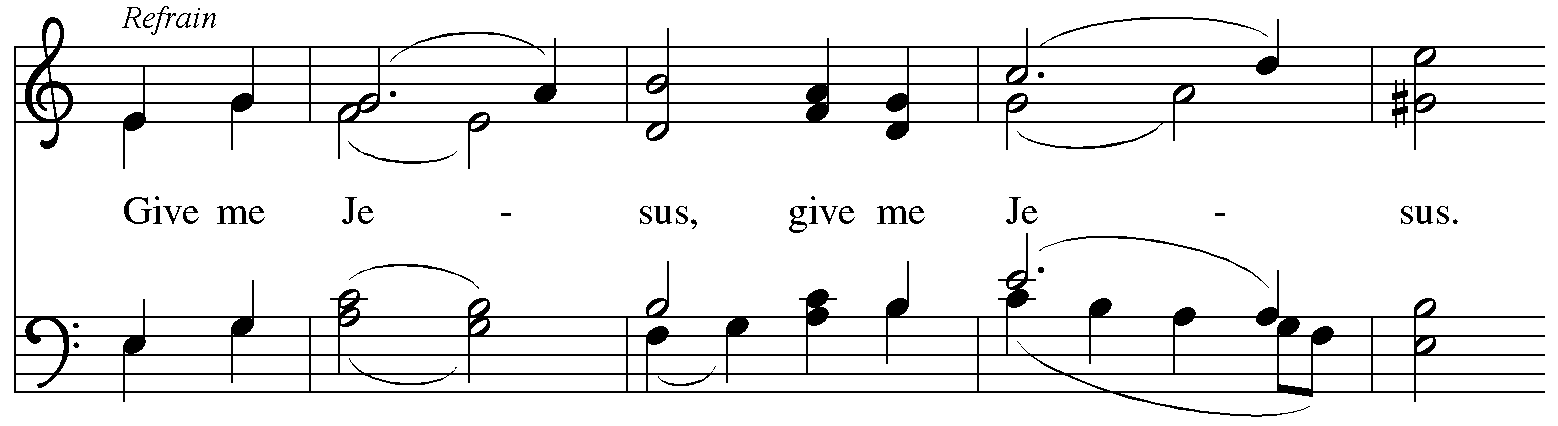 Refrain
Give me Je - sus, give me Je - sus.